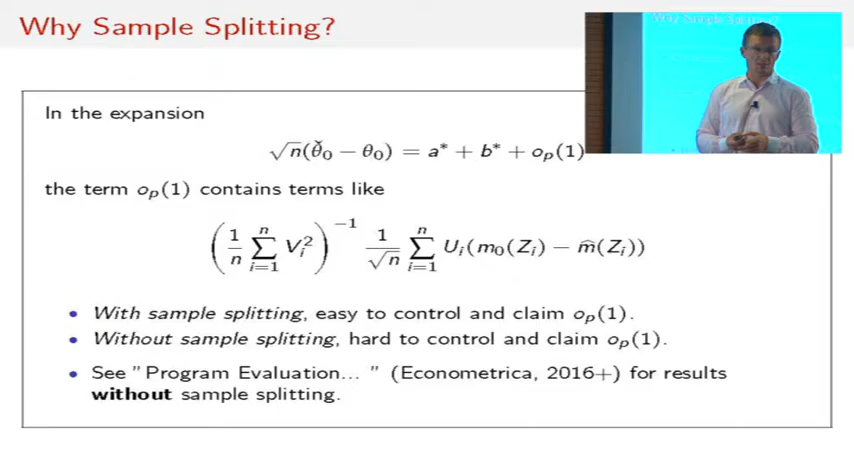 Why Sample Splitting?
Why Sample Splitting?
In the expansion
√n(θ̌₀ − θ₀) = a* + b* + oₚ(1)
the term oₚ(1) contains terms like
(1/n ∑ᵢ₌₁ⁿ Vᵢ²)⁻¹ 1/√n ∑ᵢ₌₁ⁿ Uᵢ(m₀(Zᵢ) − m̂(Zᵢ))
• With sample splitting, easy to control and claim oₚ(1).
• Without sample splitting, hard to control and claim oₚ(1).
• See "Program Evaluation... " (Econometrica, 2016+) for results
without sample splitting.